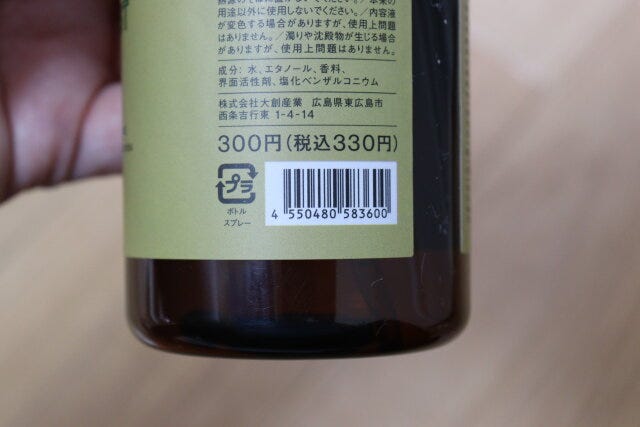 用途以外に使用しないでください。／内容液
が変色する場合がありますが、使用上問題
はありません。／濁りや沈殿物が生じる場合
がありますが、使用上問題はありません。
成分：水、エタノール、香料、
界面活性剤、塩化ベンザルコニウム
株式会社大創産業 広島県東広島市
西条吉行東 1-4-14
300円（税込330円）
プラ
ボトル
スプレー
4 550480 583600